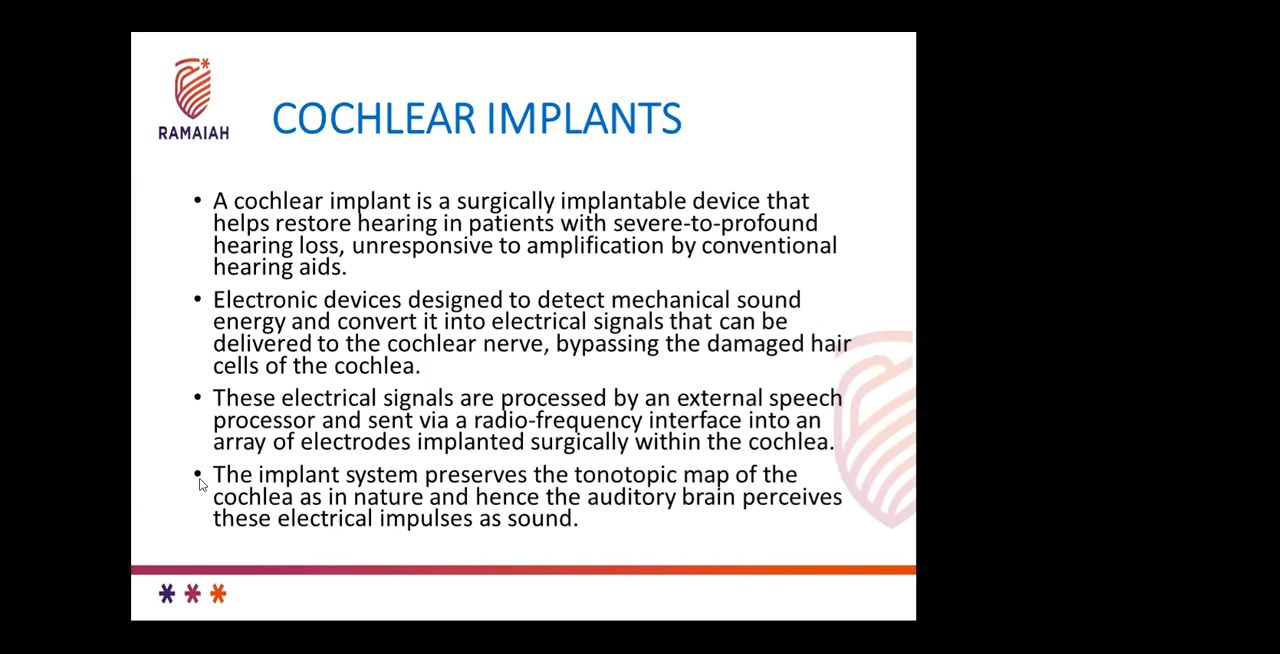 RAMAIAH
COCHLEAR IMPLANTS
• A cochlear implant is a surgically implantable device that
helps restore hearing in patients with severe-to-profound
hearing loss, unresponsive to amplification by conventional
hearing aids.
• Electronic devices designed to detect mechanical sound
energy and convert it into electrical signals that can be
delivered to the cochlear nerve, bypassing the damaged hair
cells of the cochlea.
• These electrical signals are processed by an external speech
processor and sent via a radio-frequency interface into an
array of electrodes implanted surgically within the cochlea.
• The implant system preserves the tonotopic map of the
cochlea as in nature and hence the auditory brain perceives
these electrical impulses as sound.